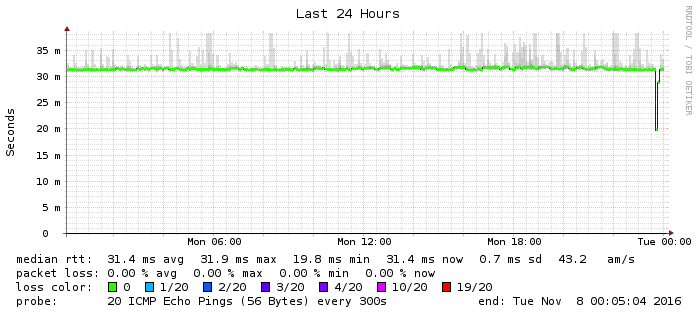 Last 24 Hours
RRDTOOL / TOBI OETIKER
Seconds
35 m
30 m
25 m
20 m
15 m
10 m
5 m
0
Mon 06:00 Mon 12:00 Mon 18:00 Tue 00:00
median rtt: 31.4 ms avg 31.9 ms max 19.8 ms min 31.4 ms now 0.7 ms sd 43.2 am/s
packet loss: 0.00 % avg 0.00 % max 0.00 % min 0.00 % now
loss color: 0 1/20 2/20 3/20 4/20 10/20 19/20
probe: 20 ICMP Echo Pings (56 Bytes) every 300s end: Tue Nov 8 00:05:04 2016